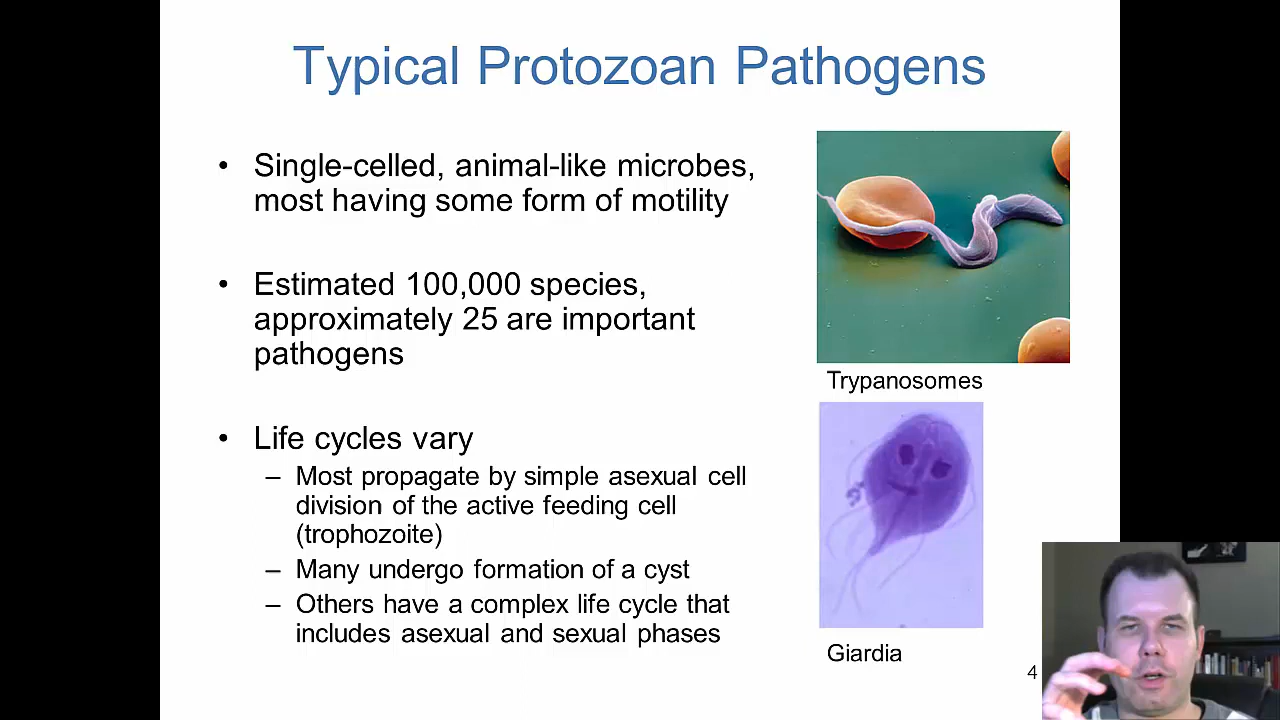 Typical Protozoan Pathogens
• Single-celled, animal-like microbes,
most having some form of motility
• Estimated 100,000 species,
approximately 25 are important
pathogens
• Life cycles vary
– Most propagate by simple asexual cell
division of the active feeding cell
(trophozoite)
– Many undergo formation of a cyst
– Others have a complex life cycle that
includes asexual and sexual phases
Trypanosomes
Giardia
4